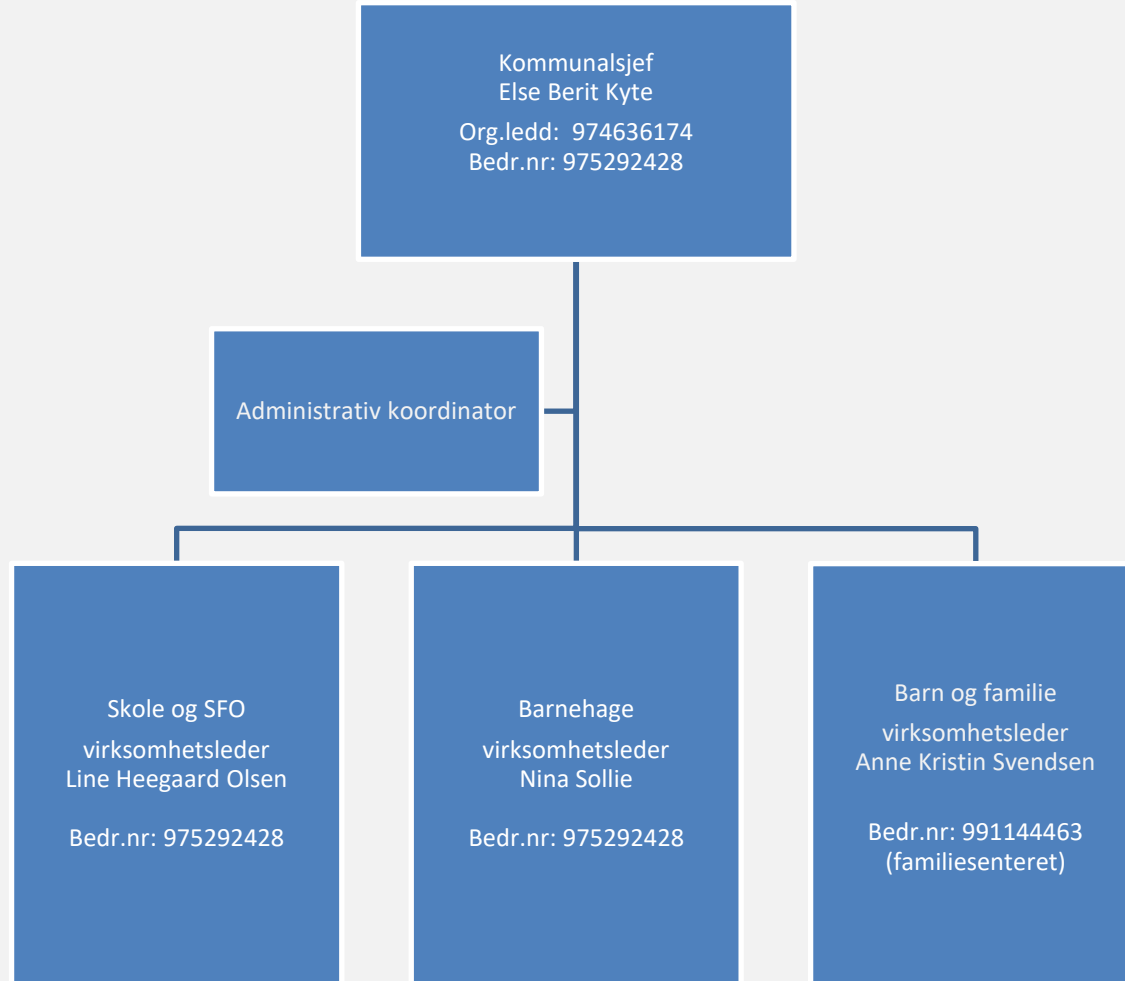 Kommunalsjef
Else Berit Kyte
Org.ledd: 974636174
Bedr.nr: 975292428
Administrativ koordinator
Skole og SFO
virksomhetsleder
Line Heegaard Olsen
Bedr.nr: 975292428
Barnehage
virksomhetsleder
Nina Sollie
Bedr.nr: 975292428
Barn og familie
virksomhetsleder
Anne Kristin Svendsen
Bedr.nr: 991144463
(familiesenteret)